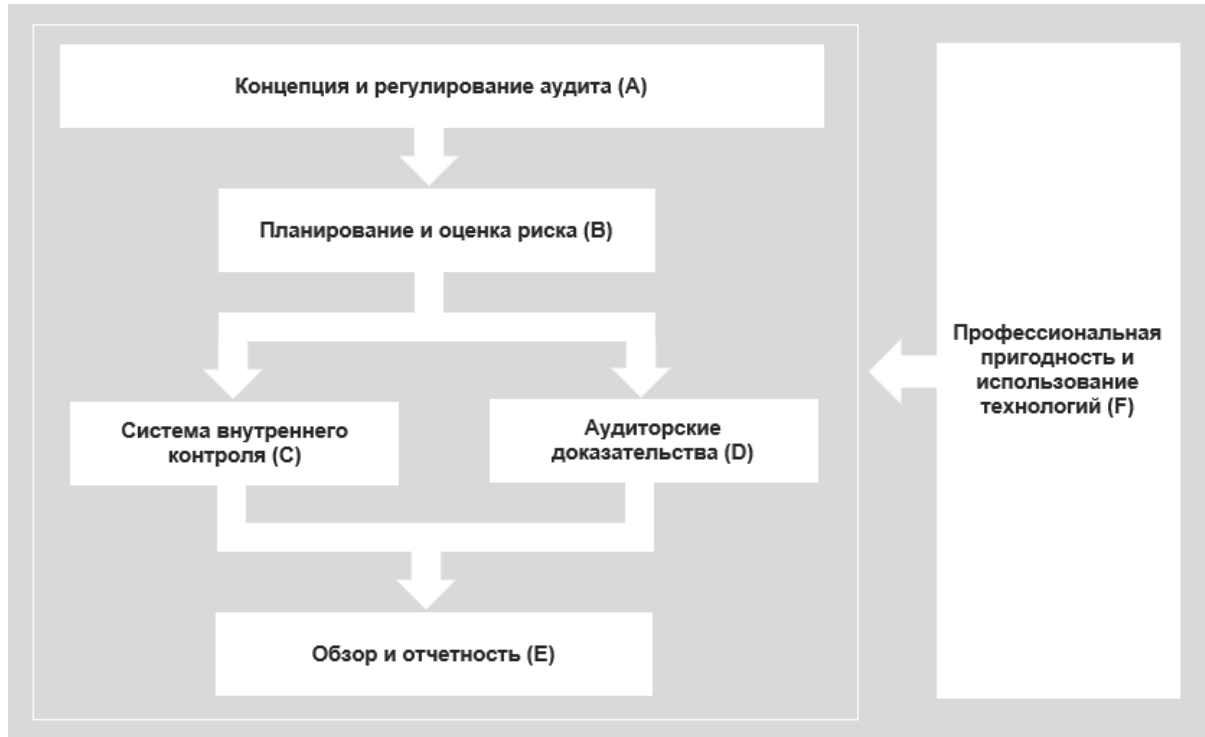 Концепция и регулирование аудита (A)
Планирование и оценка риска (B)
Система внутреннего
контроля (C)
Аудиторские
доказательства (D)
Обзор и отчетность (E)
Профессиональная
пригодность и
использование
технологий (F)